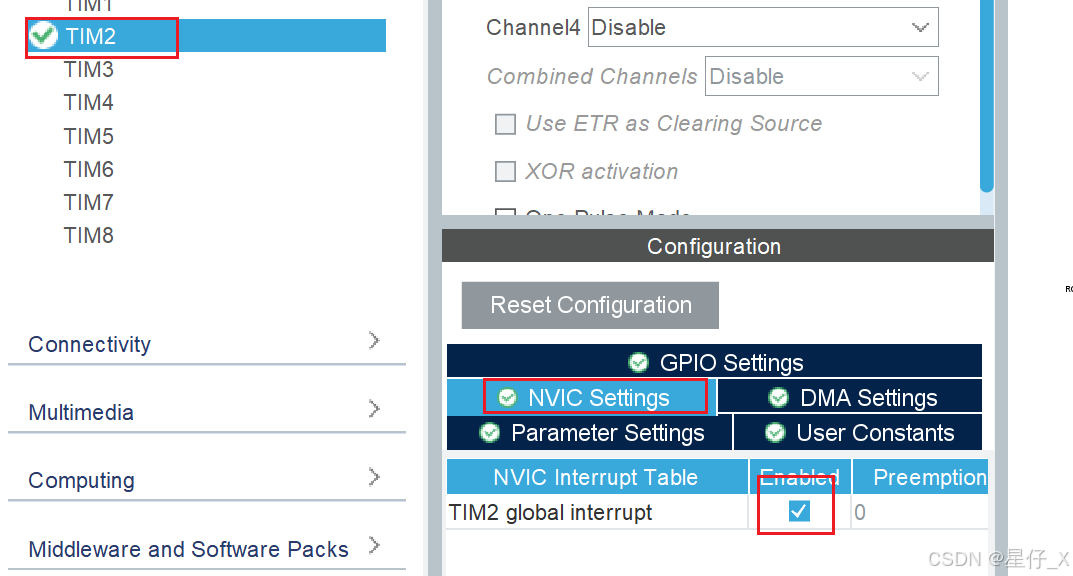 TIM1
TIM2
TIM3
TIM4
TIM5
TIM6
TIM7
TIM8
Connectivity
Multimedia
Computing
Middleware and Software Packs
Channel4 Disable
Combined Channels Disable
Use ETR as Clearing Source
XOR activation
One Pulse Mode
Configuration
Reset Configuration
GPIO Settings
NVIC Settings DMA Settings
Parameter Settings User Constants
NVIC Interrupt Table Enabled Preemption
TIM2 global interrupt 0
CSDN @星仔_X